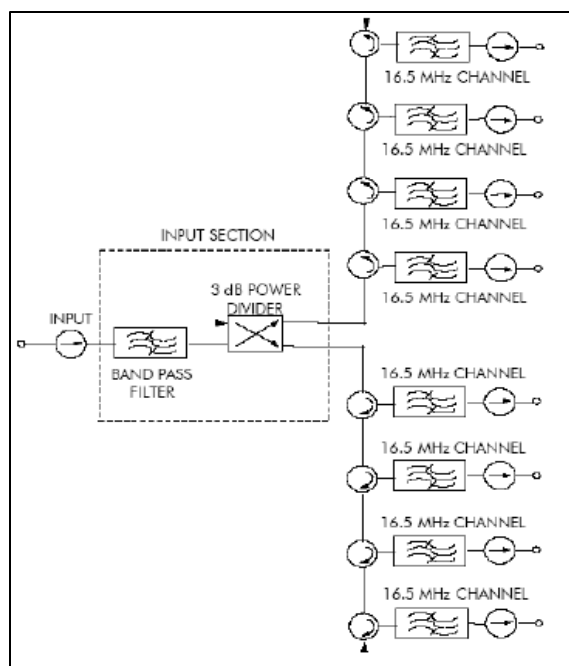 16.5 MHz CHANNEL
16.5 MHz CHANNEL
16.5 MHz CHANNEL
INPUT SECTION
16.5 MHz CHANNEL
3 dB POWER
DIVIDER
INPUT
BAND PASS
FILTER
16.5 MHz CHANNEL
16.5 MHz CHANNEL
16.5 MHz CHANNEL
16.5 MHz CHANNEL